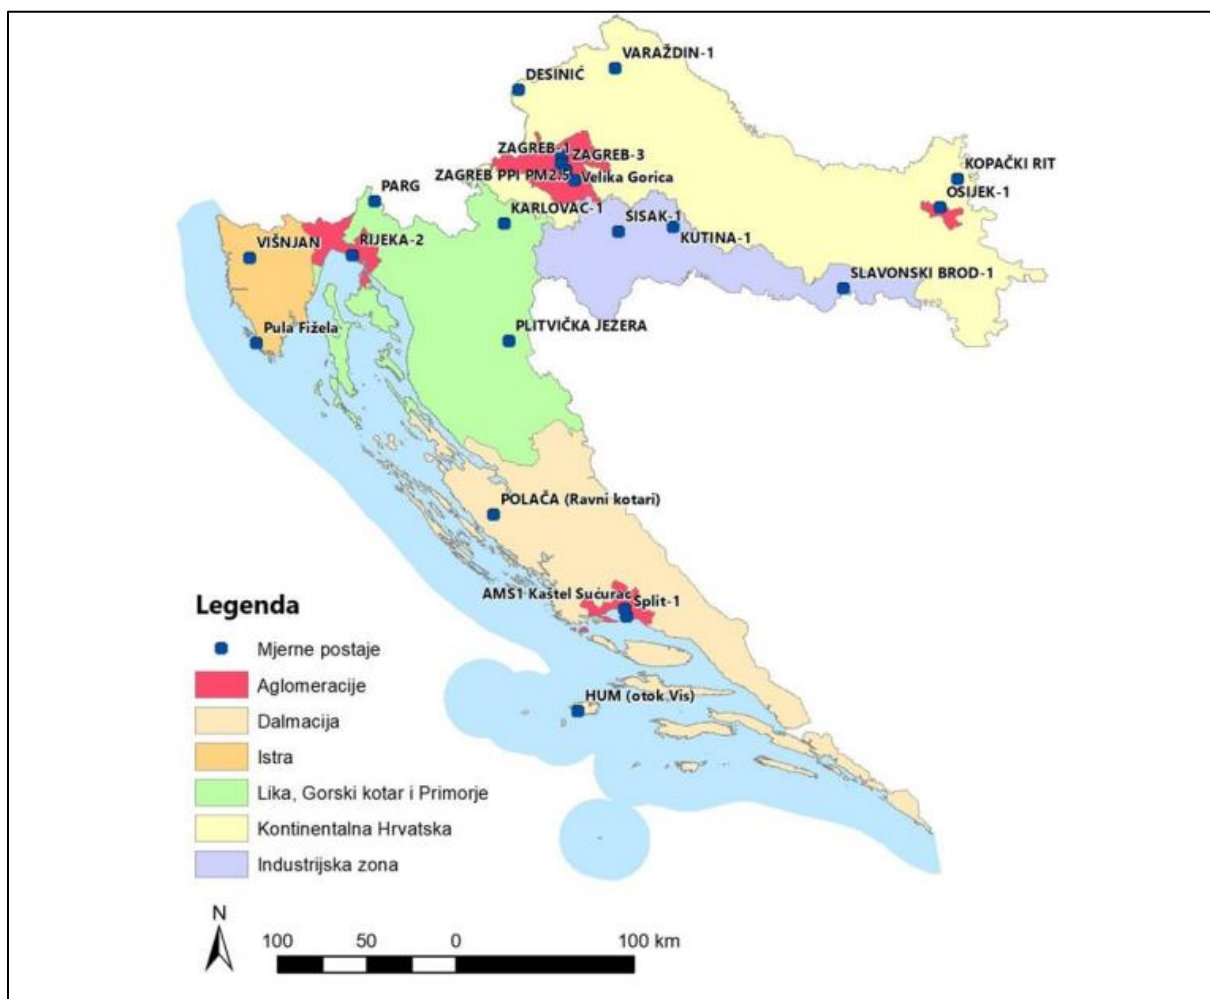 VARAŽDIN-1
DESINIĆ
ZAGREB-1
ZAGREB-3
ZAGREB PPI PM2.5
Velika Gorica
KOPAČKI RIT
OSIJEK-1
PARG
KARLOVAC-1
SISAK-1
KUTINA-1
VIŠNJAN
RIJEKA-2
SLAVONSKI BROD-1
Pula Fižela
PLITVIČKA JEZERA
POLAČA (Ravni kotari)
AMS1 Kaštel Sućurac
Split-1
HUM (otok Vis)
Legenda
Mjerne postaje
Aglomeracije
Dalmacija
Istra
Lika, Gorski kotar i Primorje
Kontinentalna Hrvatska
Industrijska zona
N
100 50 0 100 km